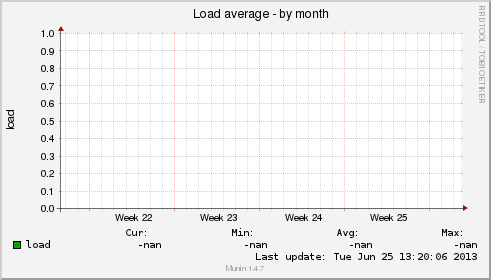 Load average - by month
RRDTOOL / TOBI OETIKER
load
1.0
0.9
0.8
0.7
0.6
0.5
0.4
0.3
0.2
0.1
0.0
Week 22 Week 23 Week 24 Week 25
Cur: Min: Avg: Max:
load -nan -nan -nan -nan
Last update: Tue Jun 25 13:20:06 2013
Munin 1.4.7